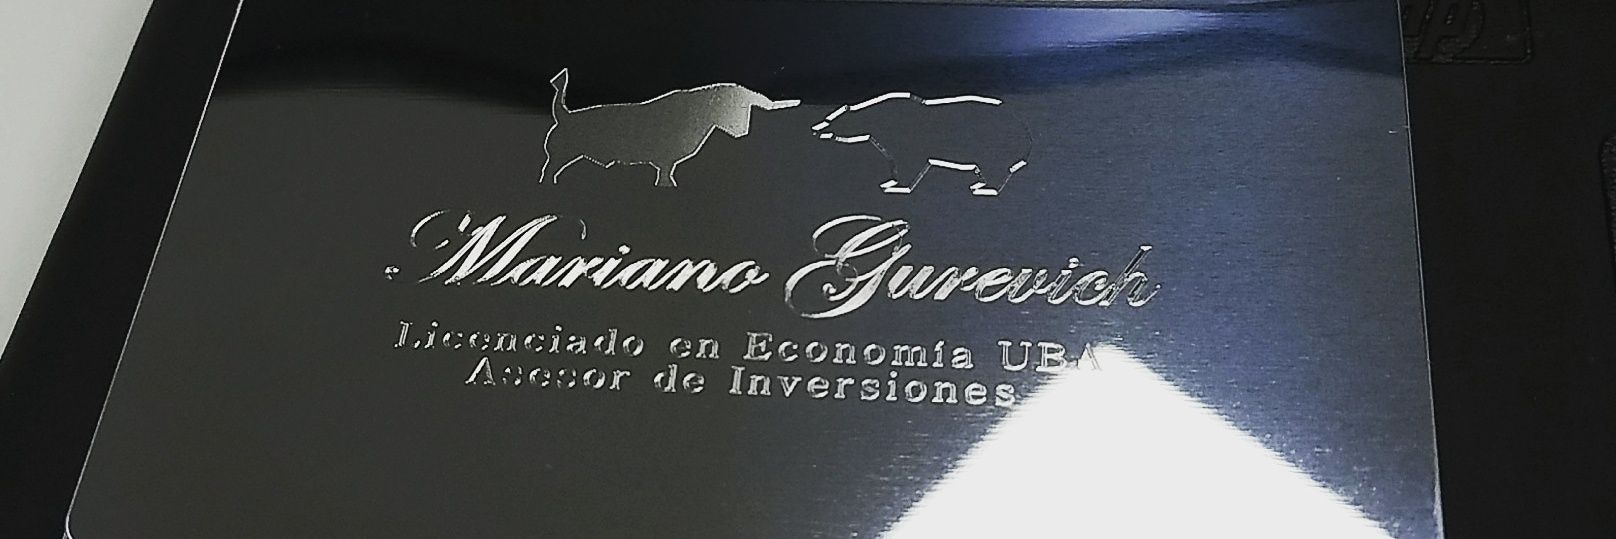 Mariano Gurevich
Licenciado en Economía UBA
Asesor de Inversiones